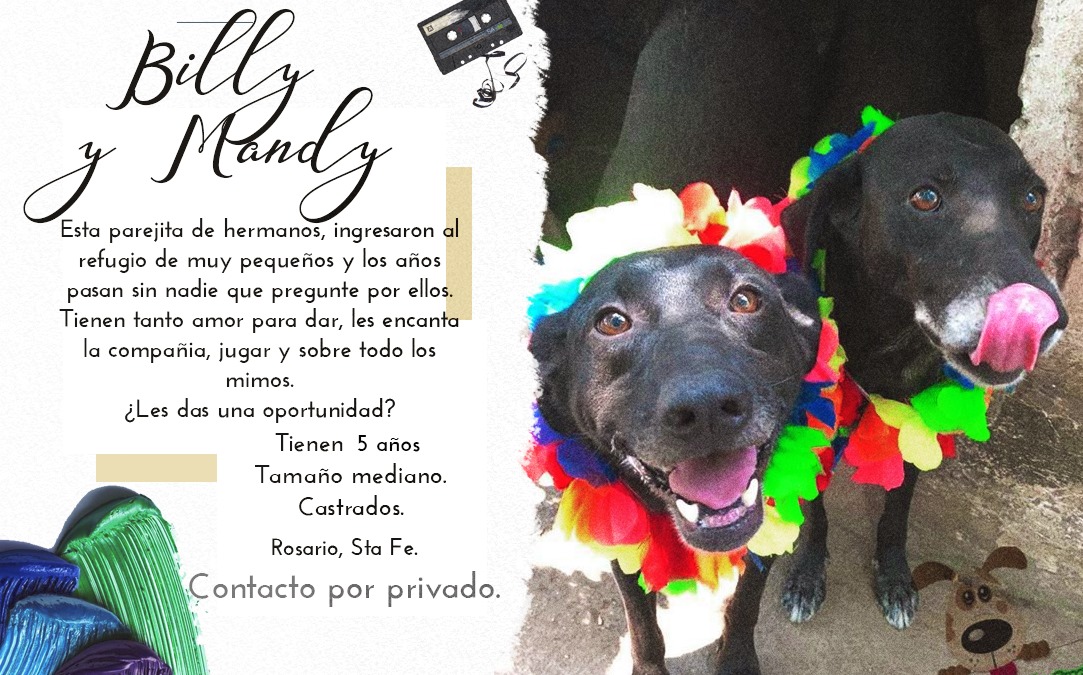 Billy
y Mandy
Esta parejita de hermanos, ingresaron al
refugio de muy pequeños y los años
pasan sin nadie que pregunte por ellos.
Tienen tanto amor para dar, les encanta
la compañia, jugar y sobre todo los
mimos.
¿Les das una oportunidad?
Tienen 5 años
Tamaño mediano.
Castrados.
Rosario, Sta Fe.
Contacto por privado.